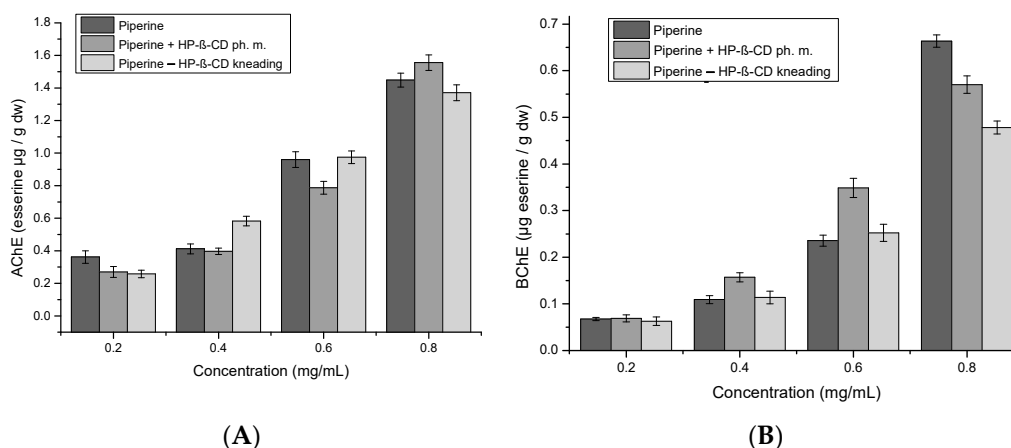 Piperine
Piperine + HP-ß-CD ph. m.
Piperine – HP-ß-CD kneading
1.8
1.6
1.4
1.2
1.0
0.8
0.6
0.4
0.2
0.0
AChE (esserine µg / g dw)
0.2 0.4 0.6 0.8
Concentration (mg/mL)
(A)
Piperine
Piperine + HP-ß-CD ph. m.
Piperine – HP-ß-CD kneading
0.7
0.6
0.5
0.4
0.3
0.2
0.1
0.0
BChE (µg eserine / g dw)
0.2 0.4 0.6 0.8
Concentration (mg/mL)
(B)